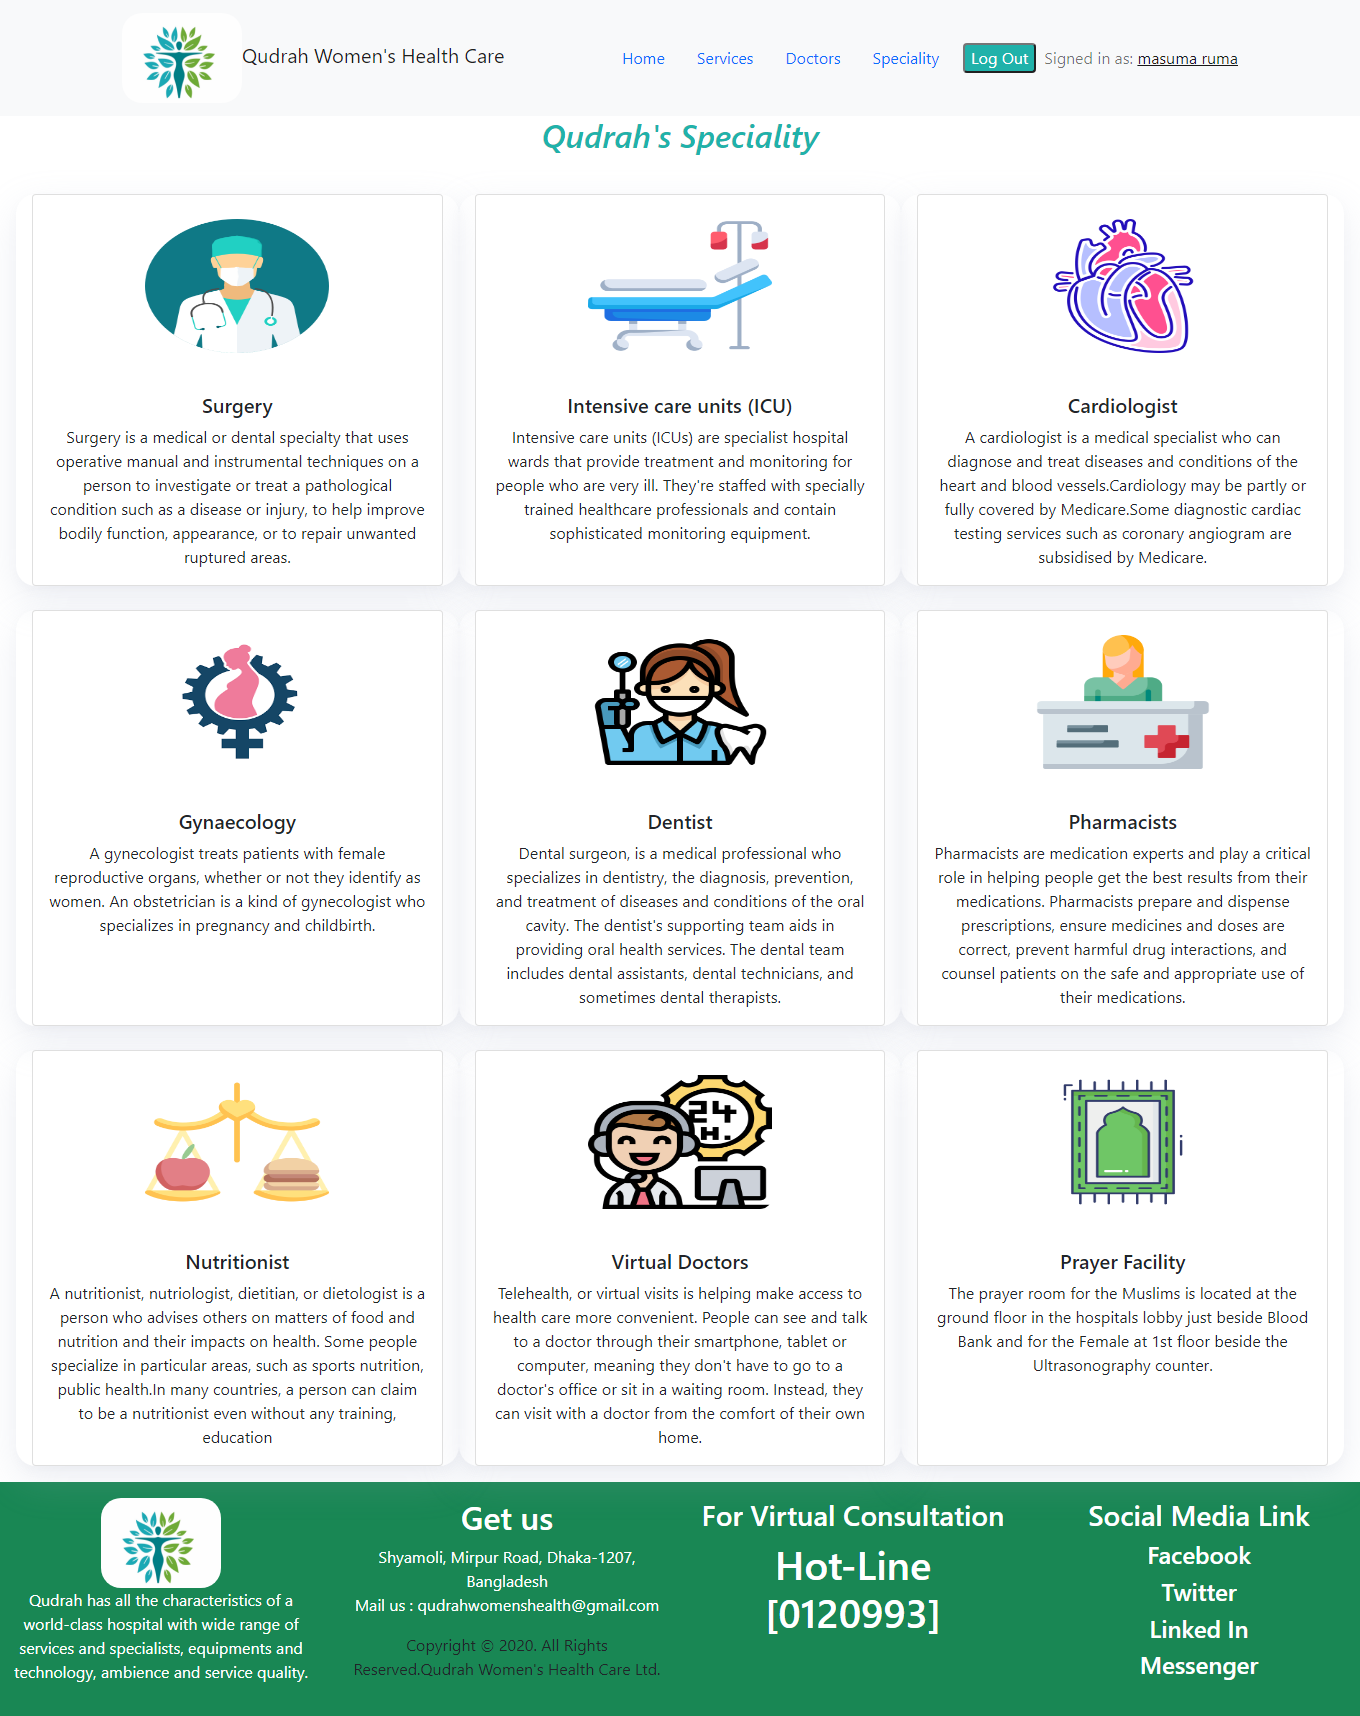 Qudrah Women's Health Care
Home
Services
Doctors
Speciality
Log Out
Signed in as: masuma ruma
Qudrah's Speciality
Surgery
Surgery is a medical or dental specialty that uses
operative manual and instrumental techniques on a
person to investigate or treat a pathological
condition such as a disease or injury, to help improve
bodily function, appearance, or to repair unwanted
ruptured areas.
Intensive care units (ICU)
Intensive care units (ICUs) are specialist hospital
wards that provide treatment and monitoring for
people who are very ill. They're staffed with specially
trained healthcare professionals and contain
sophisticated monitoring equipment.
Cardiologist
A cardiologist is a medical specialist who can
diagnose and treat diseases and conditions of the
heart and blood vessels.Cardiology may be partly or
fully covered by Medicare.Some diagnostic cardiac
testing services such as coronary angiogram are
subsidised by Medicare.
Gynaecology
A gynecologist treats patients with female
reproductive organs, whether or not they identify as
women. An obstetrician is a kind of gynecologist who
specializes in pregnancy and childbirth.
Dentist
Dental surgeon, is a medical professional who
specializes in dentistry, the diagnosis, prevention,
and treatment of diseases and conditions of the oral
cavity. The dentist's supporting team aids in
providing oral health services. The dental team
includes dental assistants, dental technicians, and
sometimes dental therapists.
Pharmacists
Pharmacists are medication experts and play a critical
role in helping people get the best results from their
medications. Pharmacists prepare and dispense
prescriptions, ensure medicines and doses are
correct, prevent harmful drug interactions, and
counsel patients on the safe and appropriate use of
their medications.
Nutritionist
A nutritionist, nutriologist, dietitian, or dietologist is a
person who advises others on matters of food and
nutrition and their impacts on health. Some people
specialize in particular areas, such as sports nutrition,
public health.In many countries, a person can claim
to be a nutritionist even without any training,
education
24
H.
Virtual Doctors
Telehealth, or virtual visits is helping make access to
health care more convenient. People can see and talk
to a doctor through their smartphone, tablet or
computer, meaning they don't have to go to a
doctor's office or sit in a waiting room. Instead, they
can visit with a doctor from the comfort of their own
home.
Prayer Facility
The prayer room for the Muslims is located at the
ground floor in the hospitals lobby just beside Blood
Bank and for the Female at 1st floor beside the
Ultrasonography counter.
Qudrah has all the characteristics of a
world-class hospital with wide range of
services and specialists, equipments and
technology, ambience and service quality.
Get us
Shyamoli, Mirpur Road, Dhaka-1207,
Bangladesh
Mail us : qudrahwomenshealth@gmail.com
Copyright © 2020. All Rights
Reserved.Qudrah Women's Health Care Ltd.
For Virtual Consultation
Hot-Line
[0120993]
Social Media Link
Facebook
Twitter
Linked In
Messenger